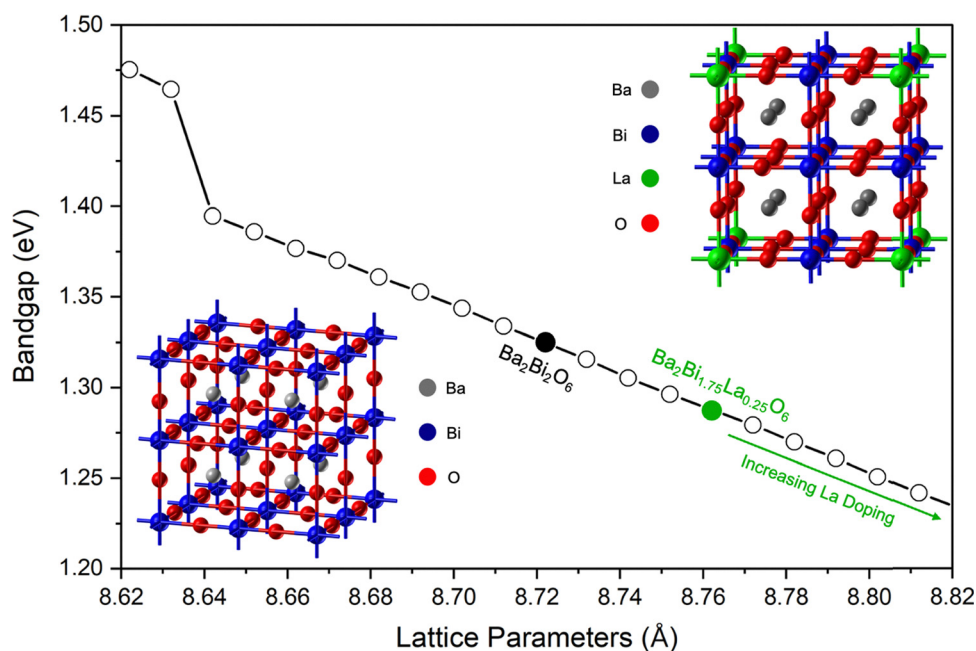 1.50
1.45
1.40
1.35
1.30
1.25
1.20
Bandgap (eV)
Ba
Bi
La
O
Ba₂Bi₂O₆
Ba₂Bi₁.₇₅La₀.₂₅O₆
Increasing La Doping
Ba
Bi
O
8.62 8.64 8.66 8.68 8.70 8.72 8.74 8.76 8.78 8.80 8.82
Lattice Parameters (Å)